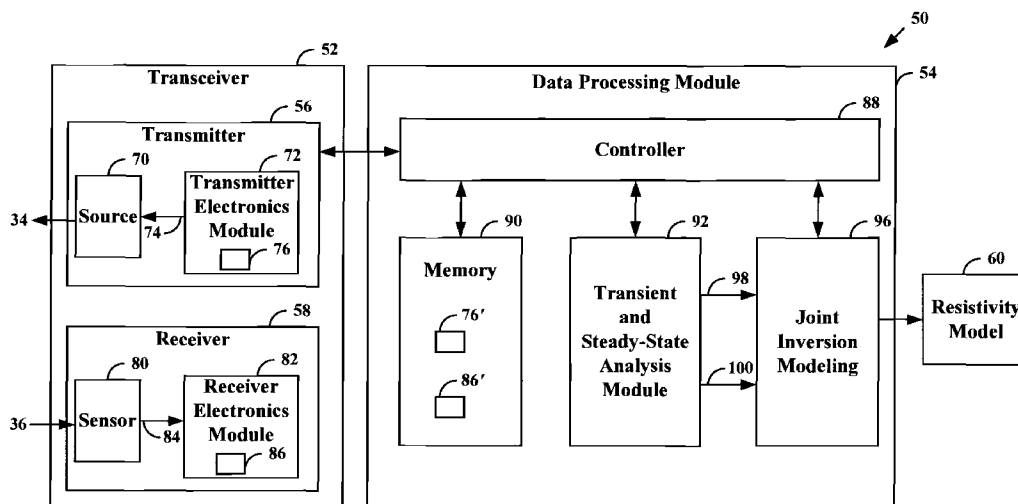 50
52
Transceiver
54
Data Processing Module
56
Transmitter
88
Controller
70
Source
72
Transmitter
Electronics
Module
74
76
34
90
Memory
76′
86′
92
Transient
and
Steady-State
Analysis
Module
98
100
96
Joint
Inversion
Modeling
60
Resistivity
Model
58
Receiver
80
Sensor
82
Receiver
Electronics
Module
84
86
36